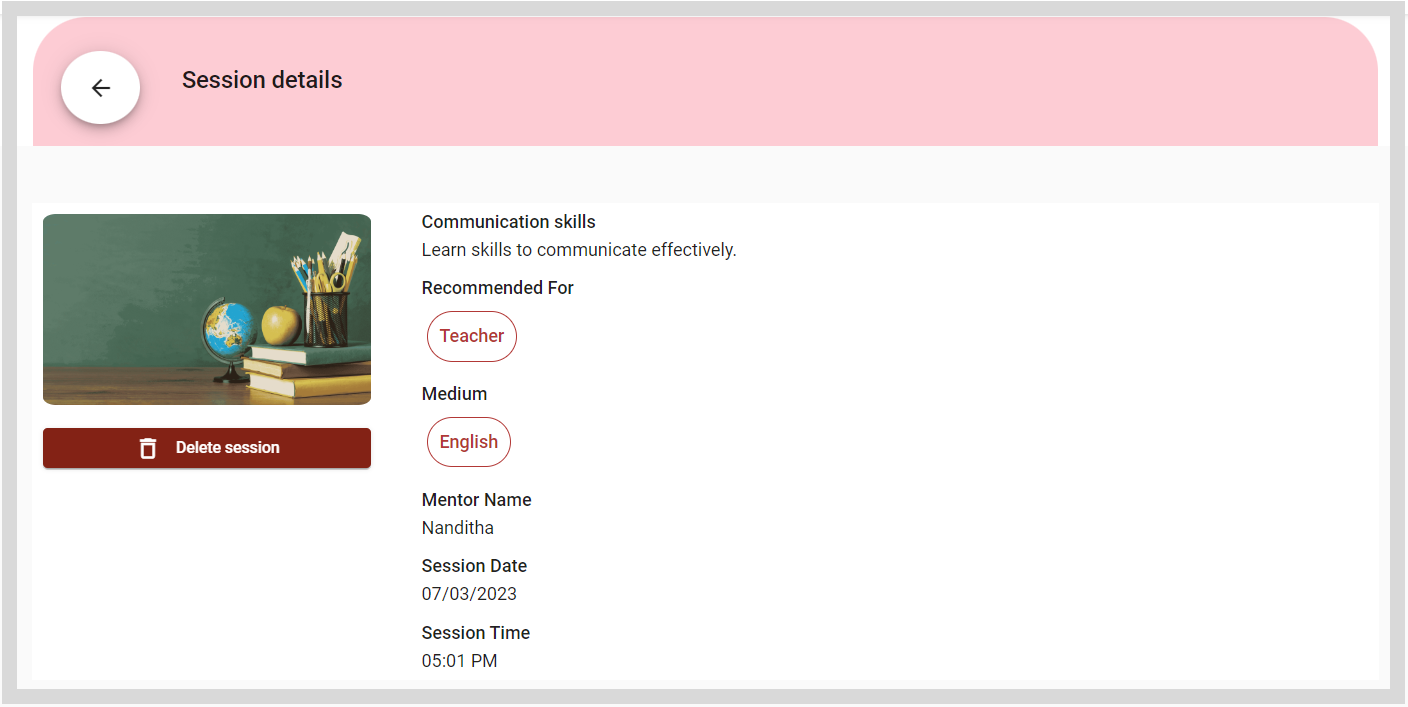 Session details
Communication skills
Learn skills to communicate effectively.
Recommended For
Teacher
Medium
English
Mentor Name
Nanditha
Session Date
07/03/2023
Session Time
05:01 PM
Delete session